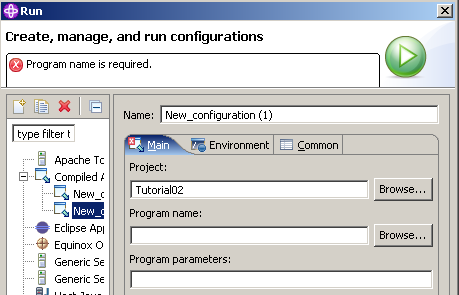 Run
Create, manage, and run configurations
Program name is required.
type filter t
Name: New_configuration (1)
Main Environment Common
Apache To
Compiled A
New_c
New_c
Eclipse App
Equinox O
Generic Se
Generic Se
Host Java
Project:
Tutorial02
Browse...
Program name:
Browse...
Program parameters: